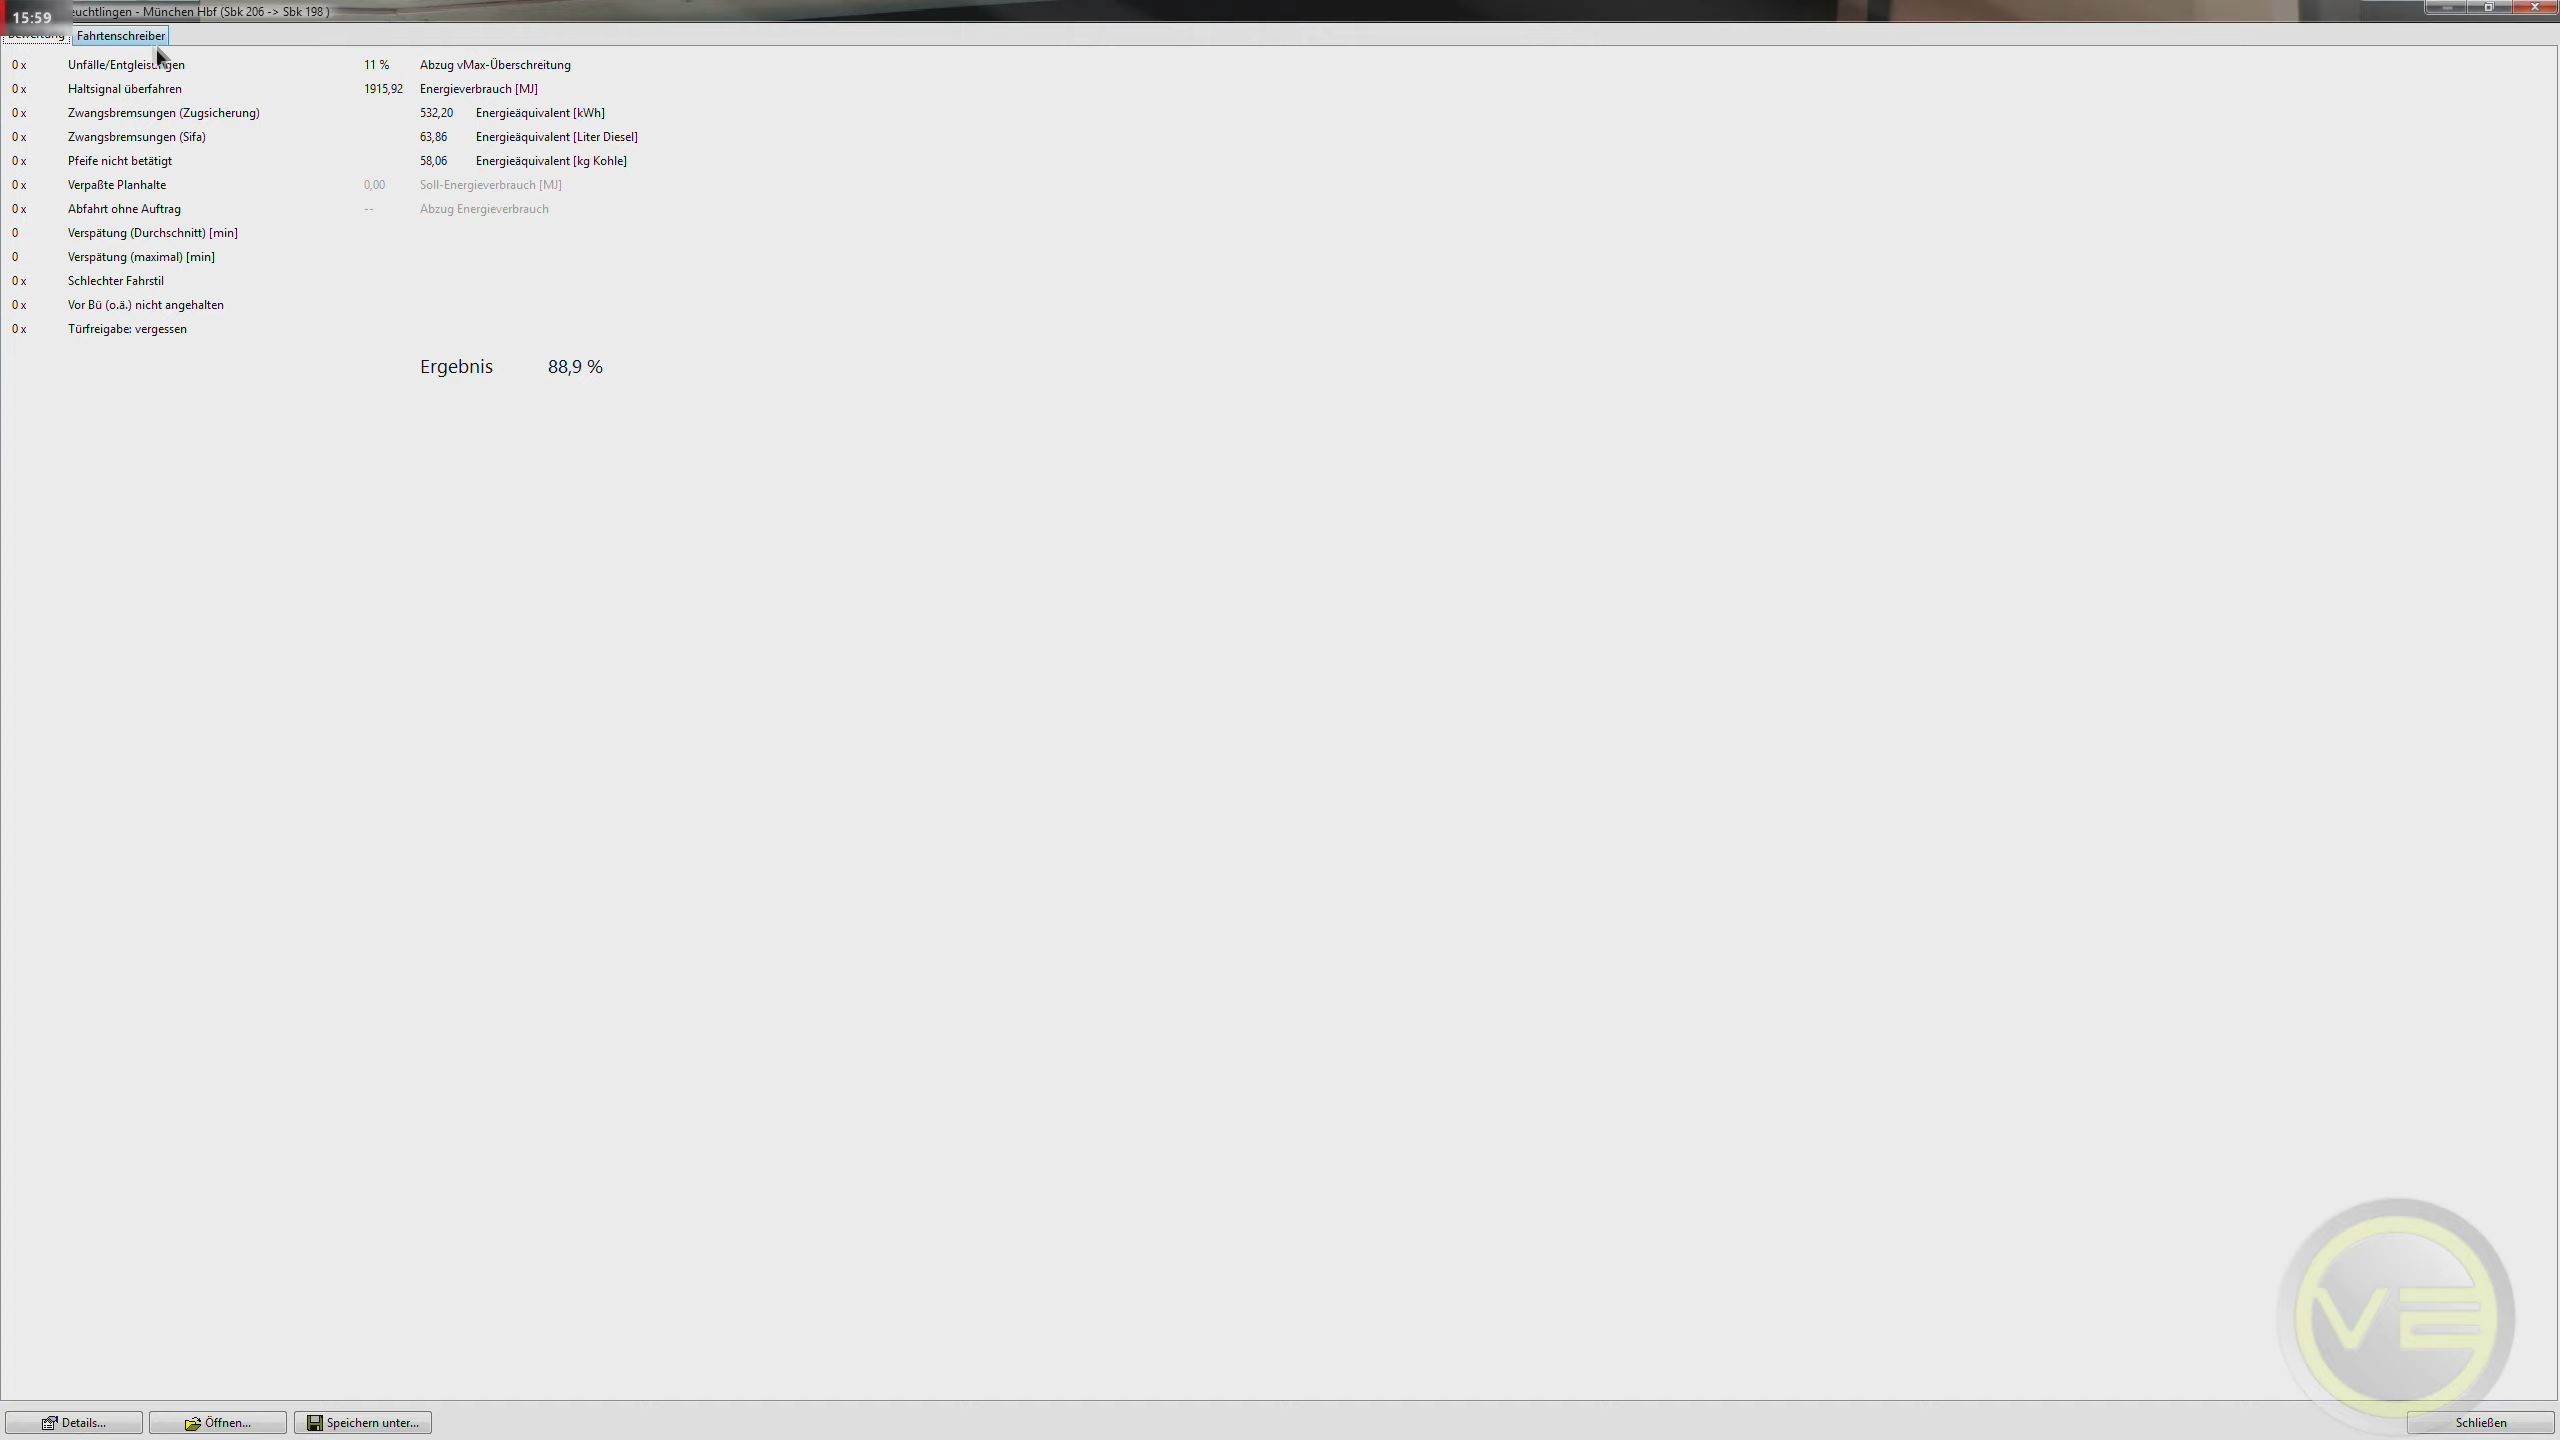 15:59
euchtlingen - München Hbf (Sbk 206 -> Sbk 198 )
Bewertung Fahrtenschreiber
0 x Unfälle/Entgleisungen 11 % Abzug vMax-Überschreitung
0 x Haltsignal überfahren 1915,92 Energieverbrauch [MJ]
0 x Zwangsbremsungen (Zugsicherung) 532,20 Energieäquivalent [kWh]
0 x Zwangsbremsungen (Sifa) 63,86 Energieäquivalent [Liter Diesel]
0 x Pfeife nicht betätigt 58,06 Energieäquivalent [kg Kohle]
0 x Verpaßte Planhalte 0,00 Soll-Energieverbrauch [MJ]
0 x Abfahrt ohne Auftrag -- Abzug Energieverbrauch
0 Verspätung (Durchschnitt) [min]
0 Verspätung (maximal) [min]
0 x Schlechter Fahrstil
0 x Vor Bü (o.ä.) nicht angehalten
0 x Türfreigabe: vergessen
Ergebnis 88,9 %
VE
Details... Öffnen... Speichern unter... Schließen